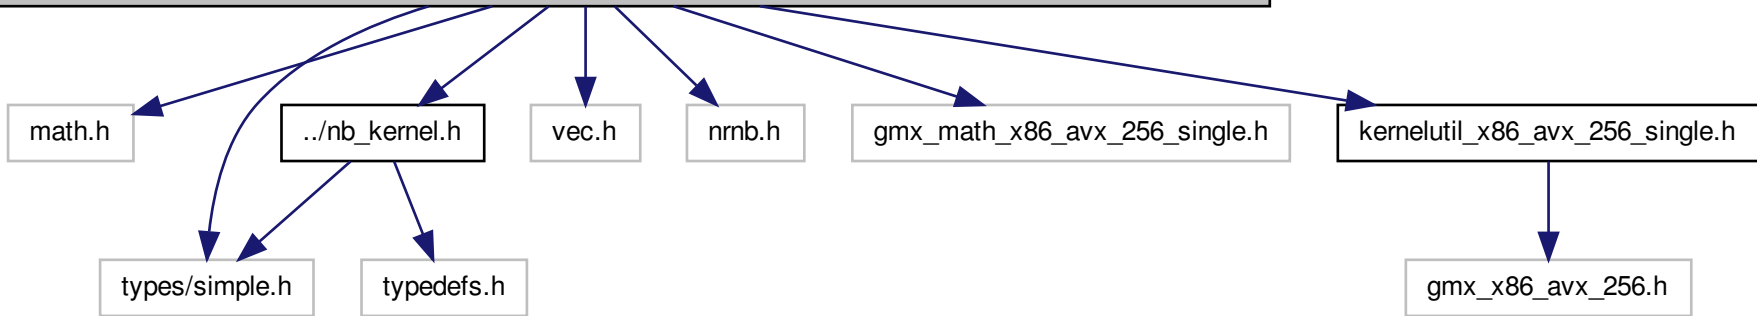 math.h
../nb_kernel.h
vec.h
nrnb.h
gmx_math_x86_avx_256_single.h
kernelutil_x86_avx_256_single.h
types/simple.h
typedefs.h
gmx_x86_avx_256.h